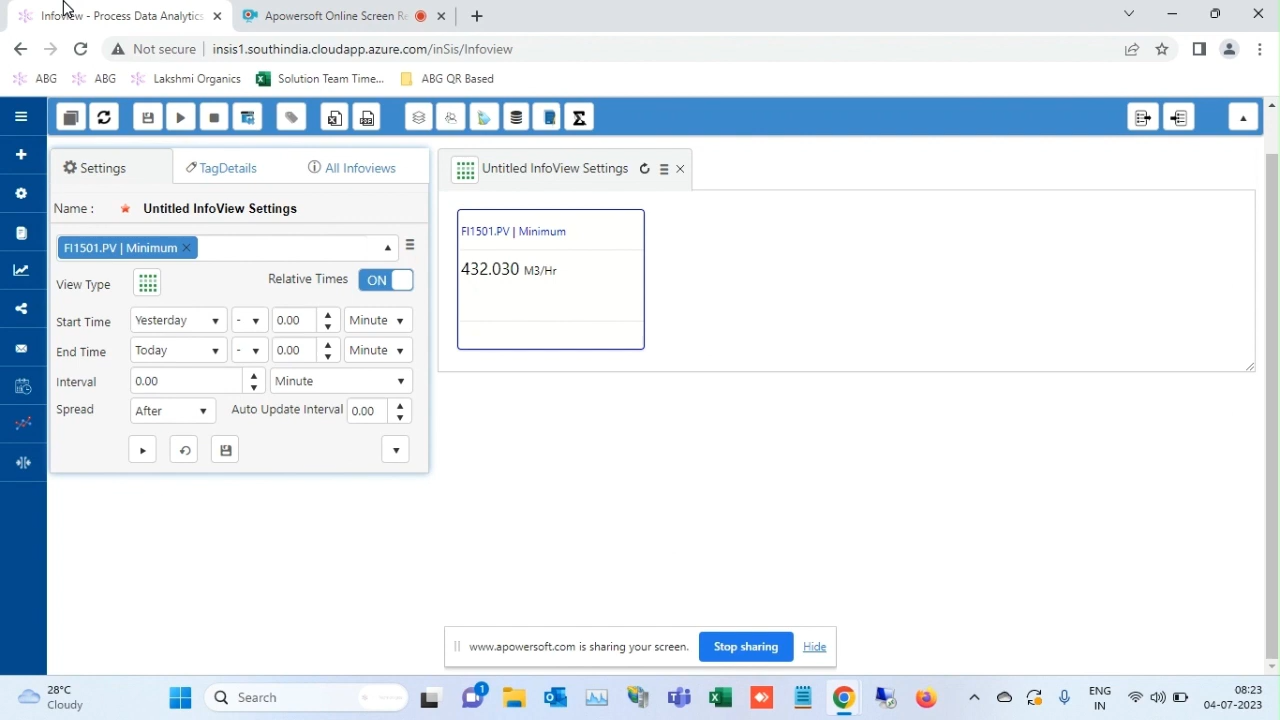 Infoview - Process Data Analytics
Apowersoft Online Screen Re
Not secure
insis1.southindia.cloudapp.azure.com/inSis/Infoview
ABG
ABG
Lakshmi Organics
Solution Team Time...
ABG QR Based
Settings
TagDetails
All Infoviews
Untitled InfoView Settings
Name :
Untitled InfoView Settings
FI1501.PV | Minimum
FI1501.PV | Minimum
432.030 M3/Hr
View Type
Relative Times
ON
Start Time
Yesterday
-
0.00
Minute
End Time
Today
-
0.00
Minute
Interval
0.00
Minute
Spread
After
Auto Update Interval
0.00
www.apowersoft.com is sharing your screen.
Stop sharing
Hide
28°C
Cloudy
Search
1
ENG
IN
08:23
04-07-2023